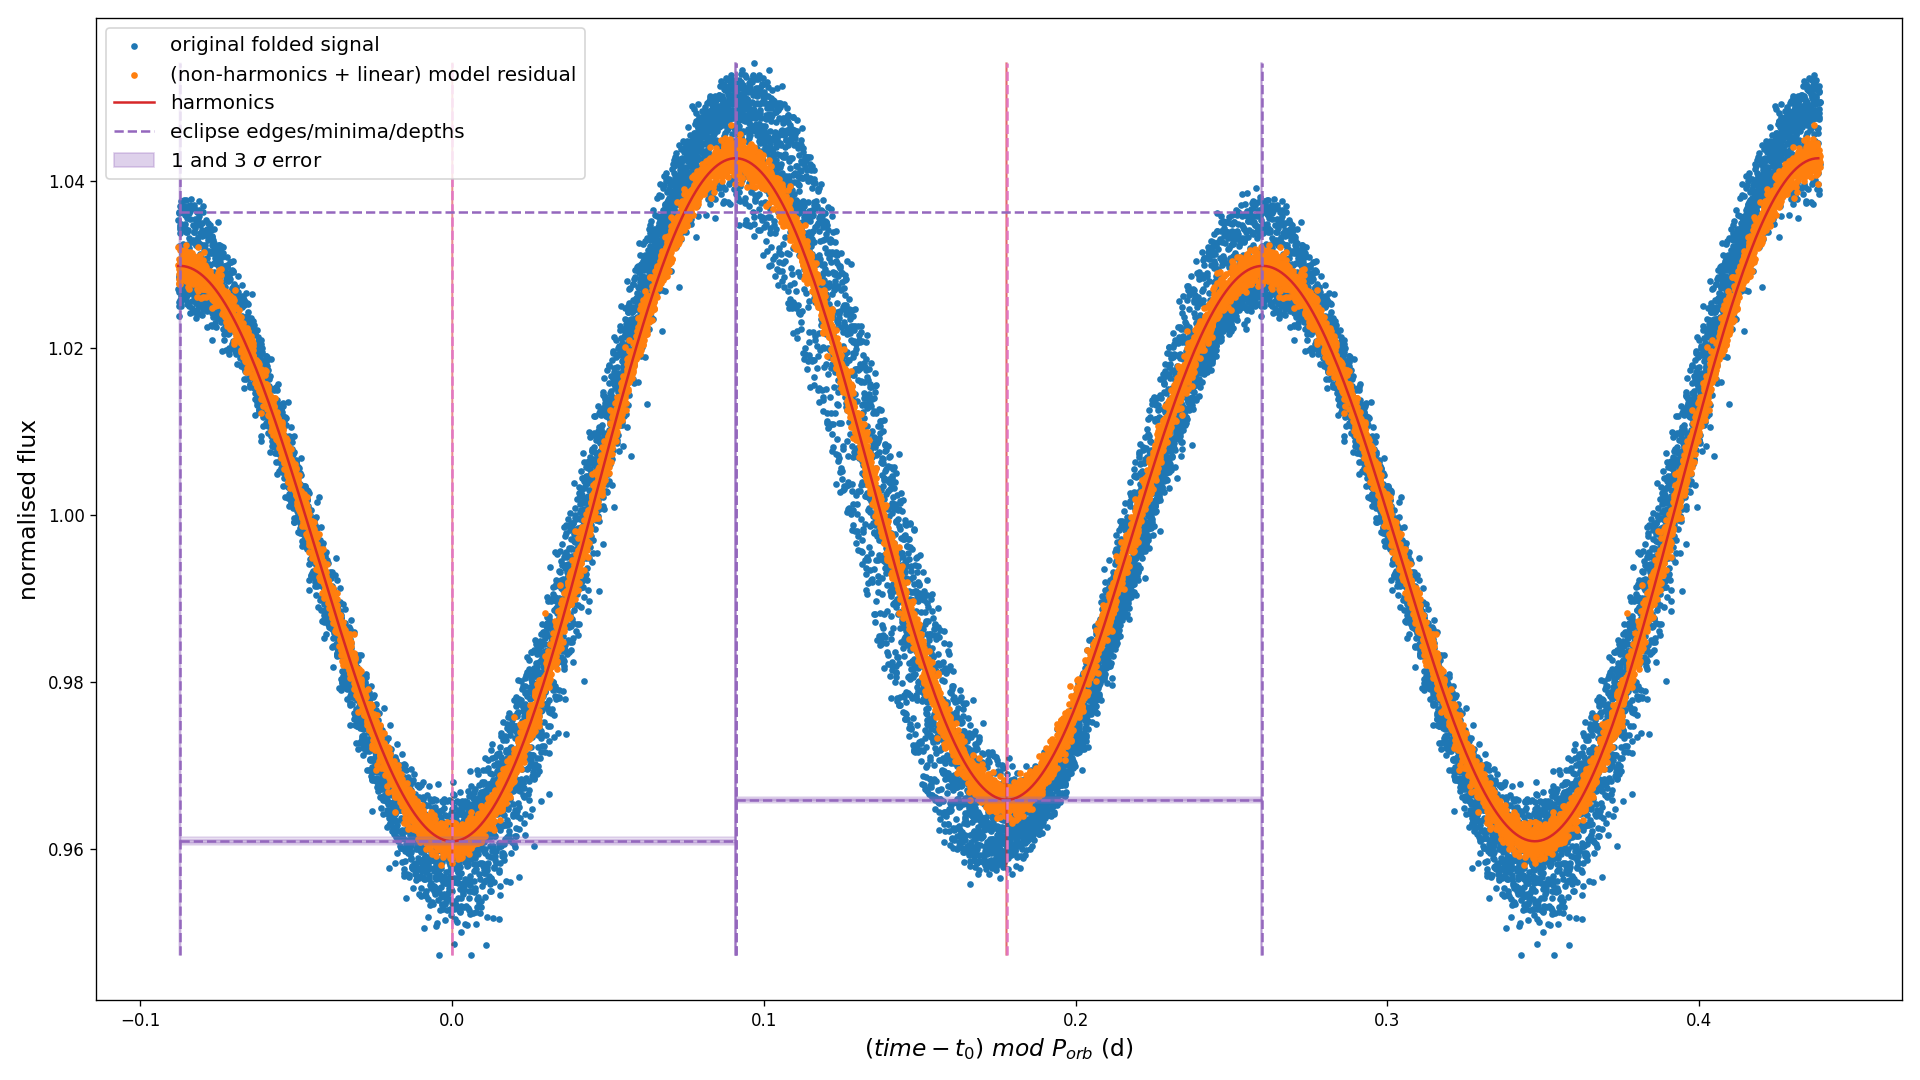 original folded signal
(non-harmonics + linear) model residual
harmonics
eclipse edges/minima/depths
1 and 3 σ error
normalised flux
1.04
1.02
1.00
0.98
0.96
−0.1
0.0
0.1
0.2
0.3
0.4
(time − t₀) mod Pₒᵣb (d)